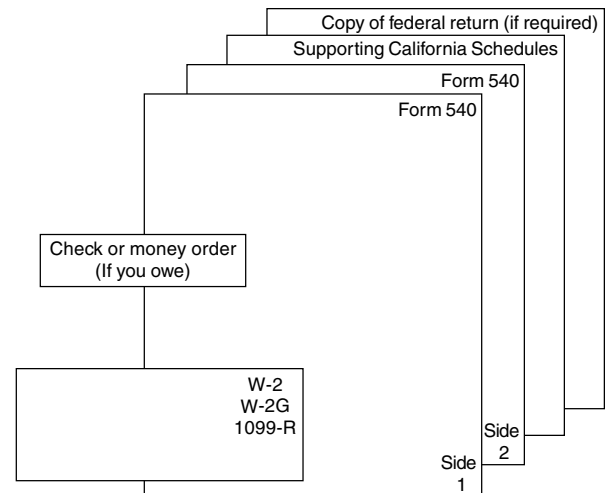 Copy of federal return (if required)
Supporting California Schedules
Form 540
Form 540
Check or money order
(If you owe)
W-2
W-2G
1099-R
Side
2
Side
1